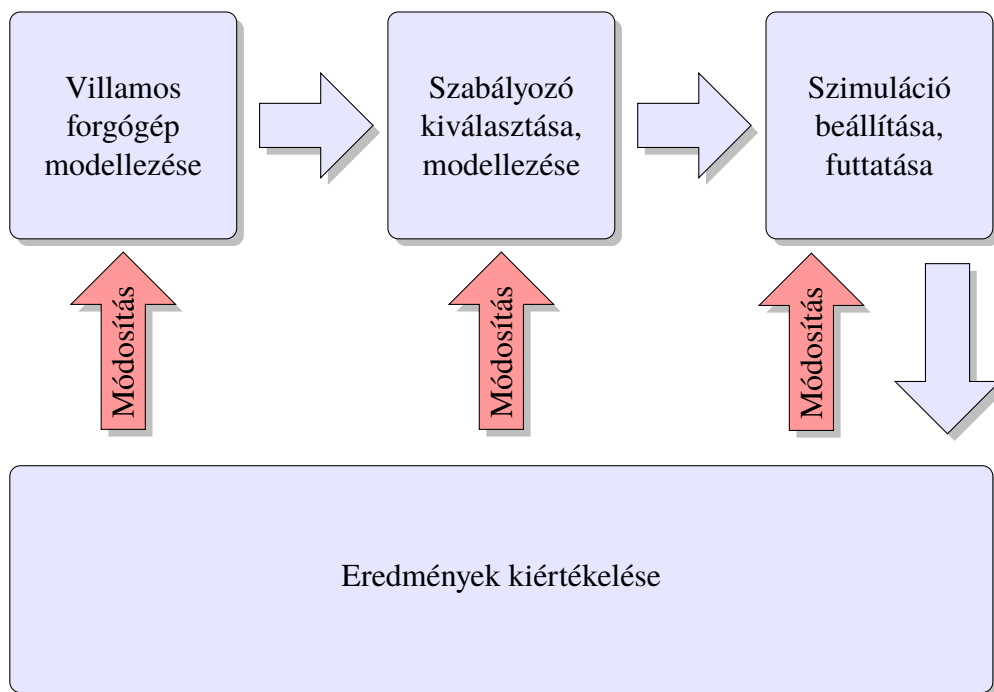 Villamos
forgógép
modellezése
Szabályozó
kiválasztása,
modellezése
Szimuláció
beállítása,
futtatása
Módosítás
Módosítás
Módosítás
Eredmények kiértékelése